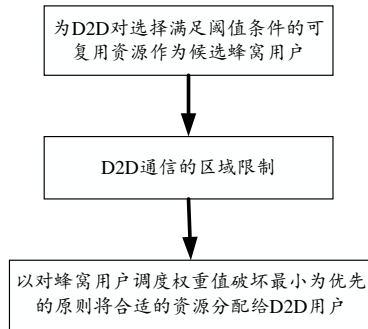 为D2D对选择满足阈值条件的可
复用资源作为候选蜂窝用户
D2D通信的区域限制
以对蜂窝用户调度权重值破坏最小为优先
的原则将合适的资源分配给D2D用户